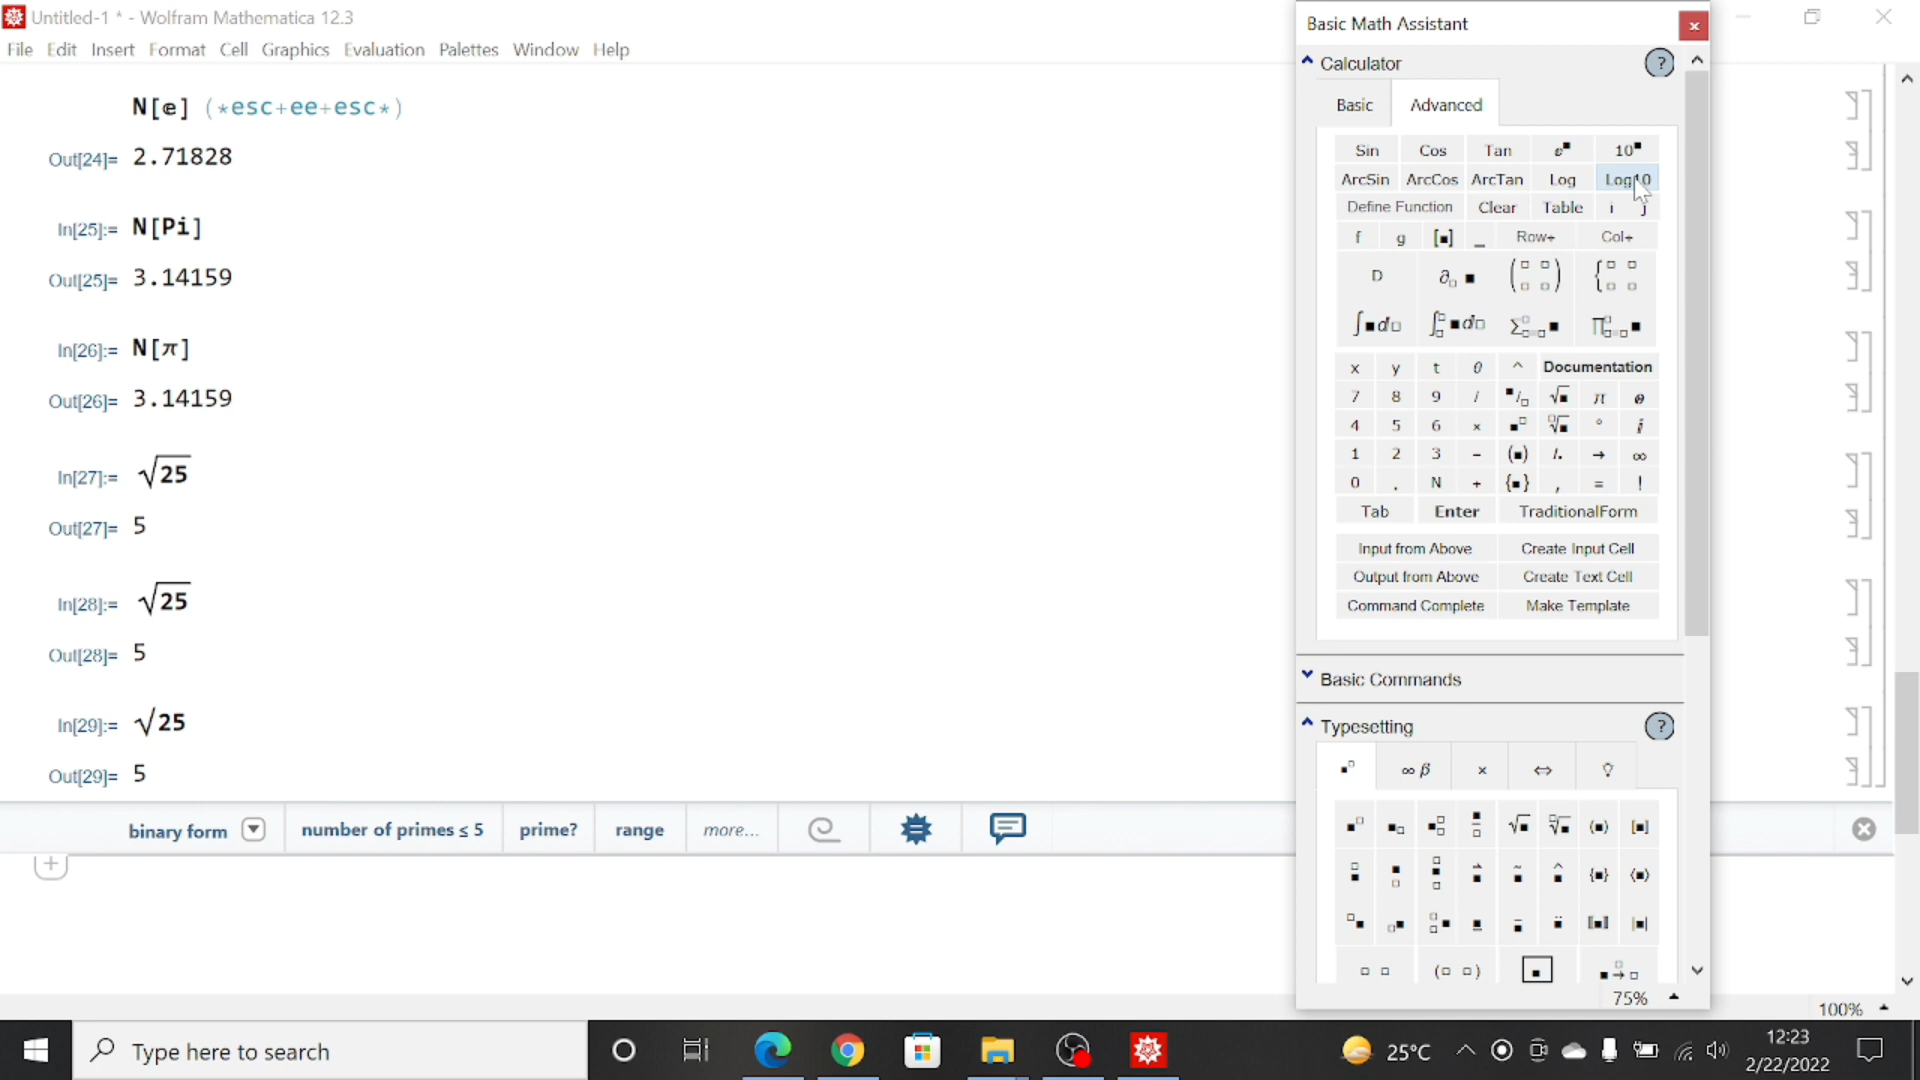 Untitled-1 * - Wolfram Mathematica 12.3
File Edit Insert Format Cell Graphics Evaluation Palettes Window Help
N[ⅇ] (*esc+ee+esc*)
Out[24]= 2.71828
In[25]:= N[Pi]
Out[25]= 3.14159
In[26]:= N[π]
Out[26]= 3.14159
In[27]:= √25
Out[27]= 5
In[28]:= √25
Out[28]= 5
In[29]:= √25
Out[29]= 5
binary form number of primes ≤ 5 prime? range more...
Basic Math Assistant
Calculator ?
Basic Advanced
Sin Cos Tan ⅇ■ 10■
ArcSin ArcCos ArcTan Log Log10
Define Function Clear Table i j
f g [■] _ Row+ Col+
D ∂□ ■ (□ □ □ □) {□ □ □ □
∫■ⅆ□ ∫□□■ⅆ□ ∑□□=□■ ∏□□=□■
x y t θ ^ Documentation
7 8 9 / ■/□ √■ π ⅇ
4 5 6 × ■□ □√■ ° ⅈ
1 2 3 − (■) /. → ∞
0 . N + {■} , = !
Tab Enter TraditionalForm
Input from Above Create Input Cell
Output from Above Create Text Cell
Command Complete Make Template
Basic Commands
Typesetting ?
■□ ∞ β × ⇔
75%
100%
Type here to search
25°C
12:23
2/22/2022